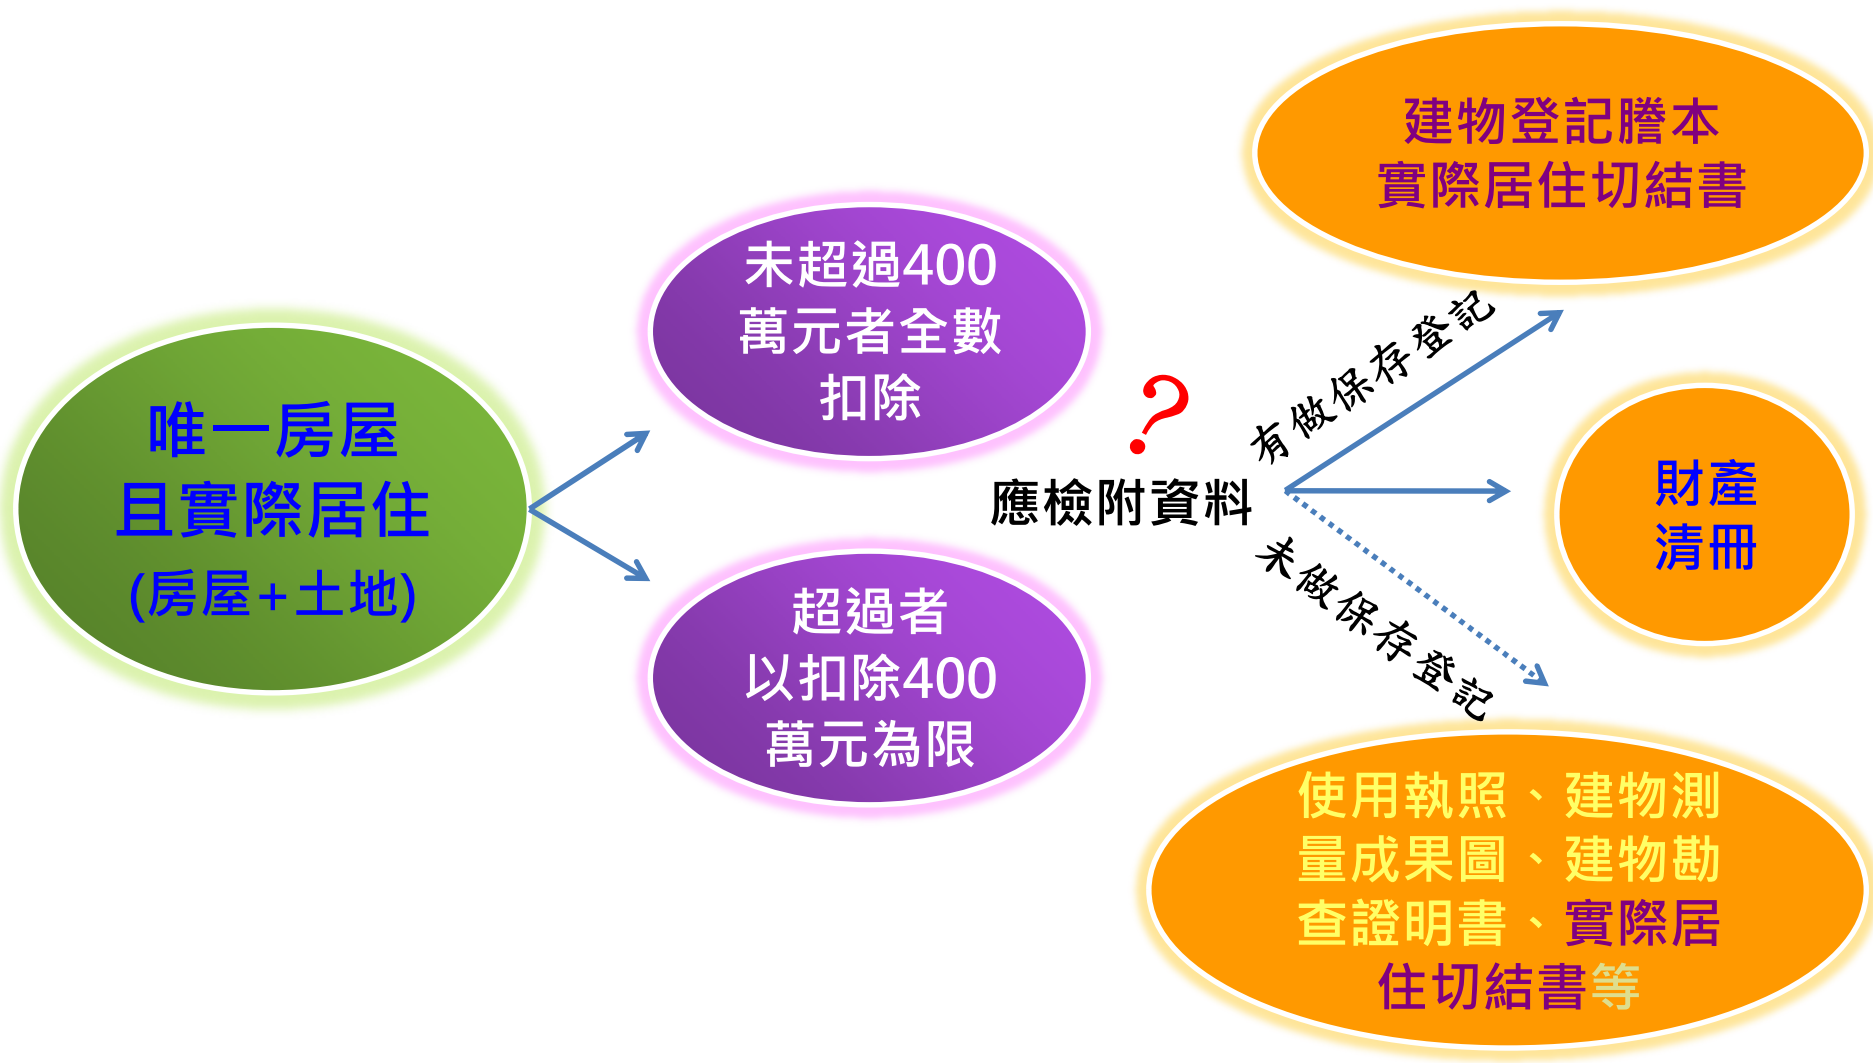 唯一房屋
且實際居住
(房屋+土地)
未超過400
萬元者全數
扣除
超過者
以扣除400
萬元為限
？
應檢附資料
有做保存登記
未做保存登記
建物登記謄本
實際居住切結書
財產
清冊
使用執照、建物測
量成果圖、建物勘
查證明書、實際居
住切結書等